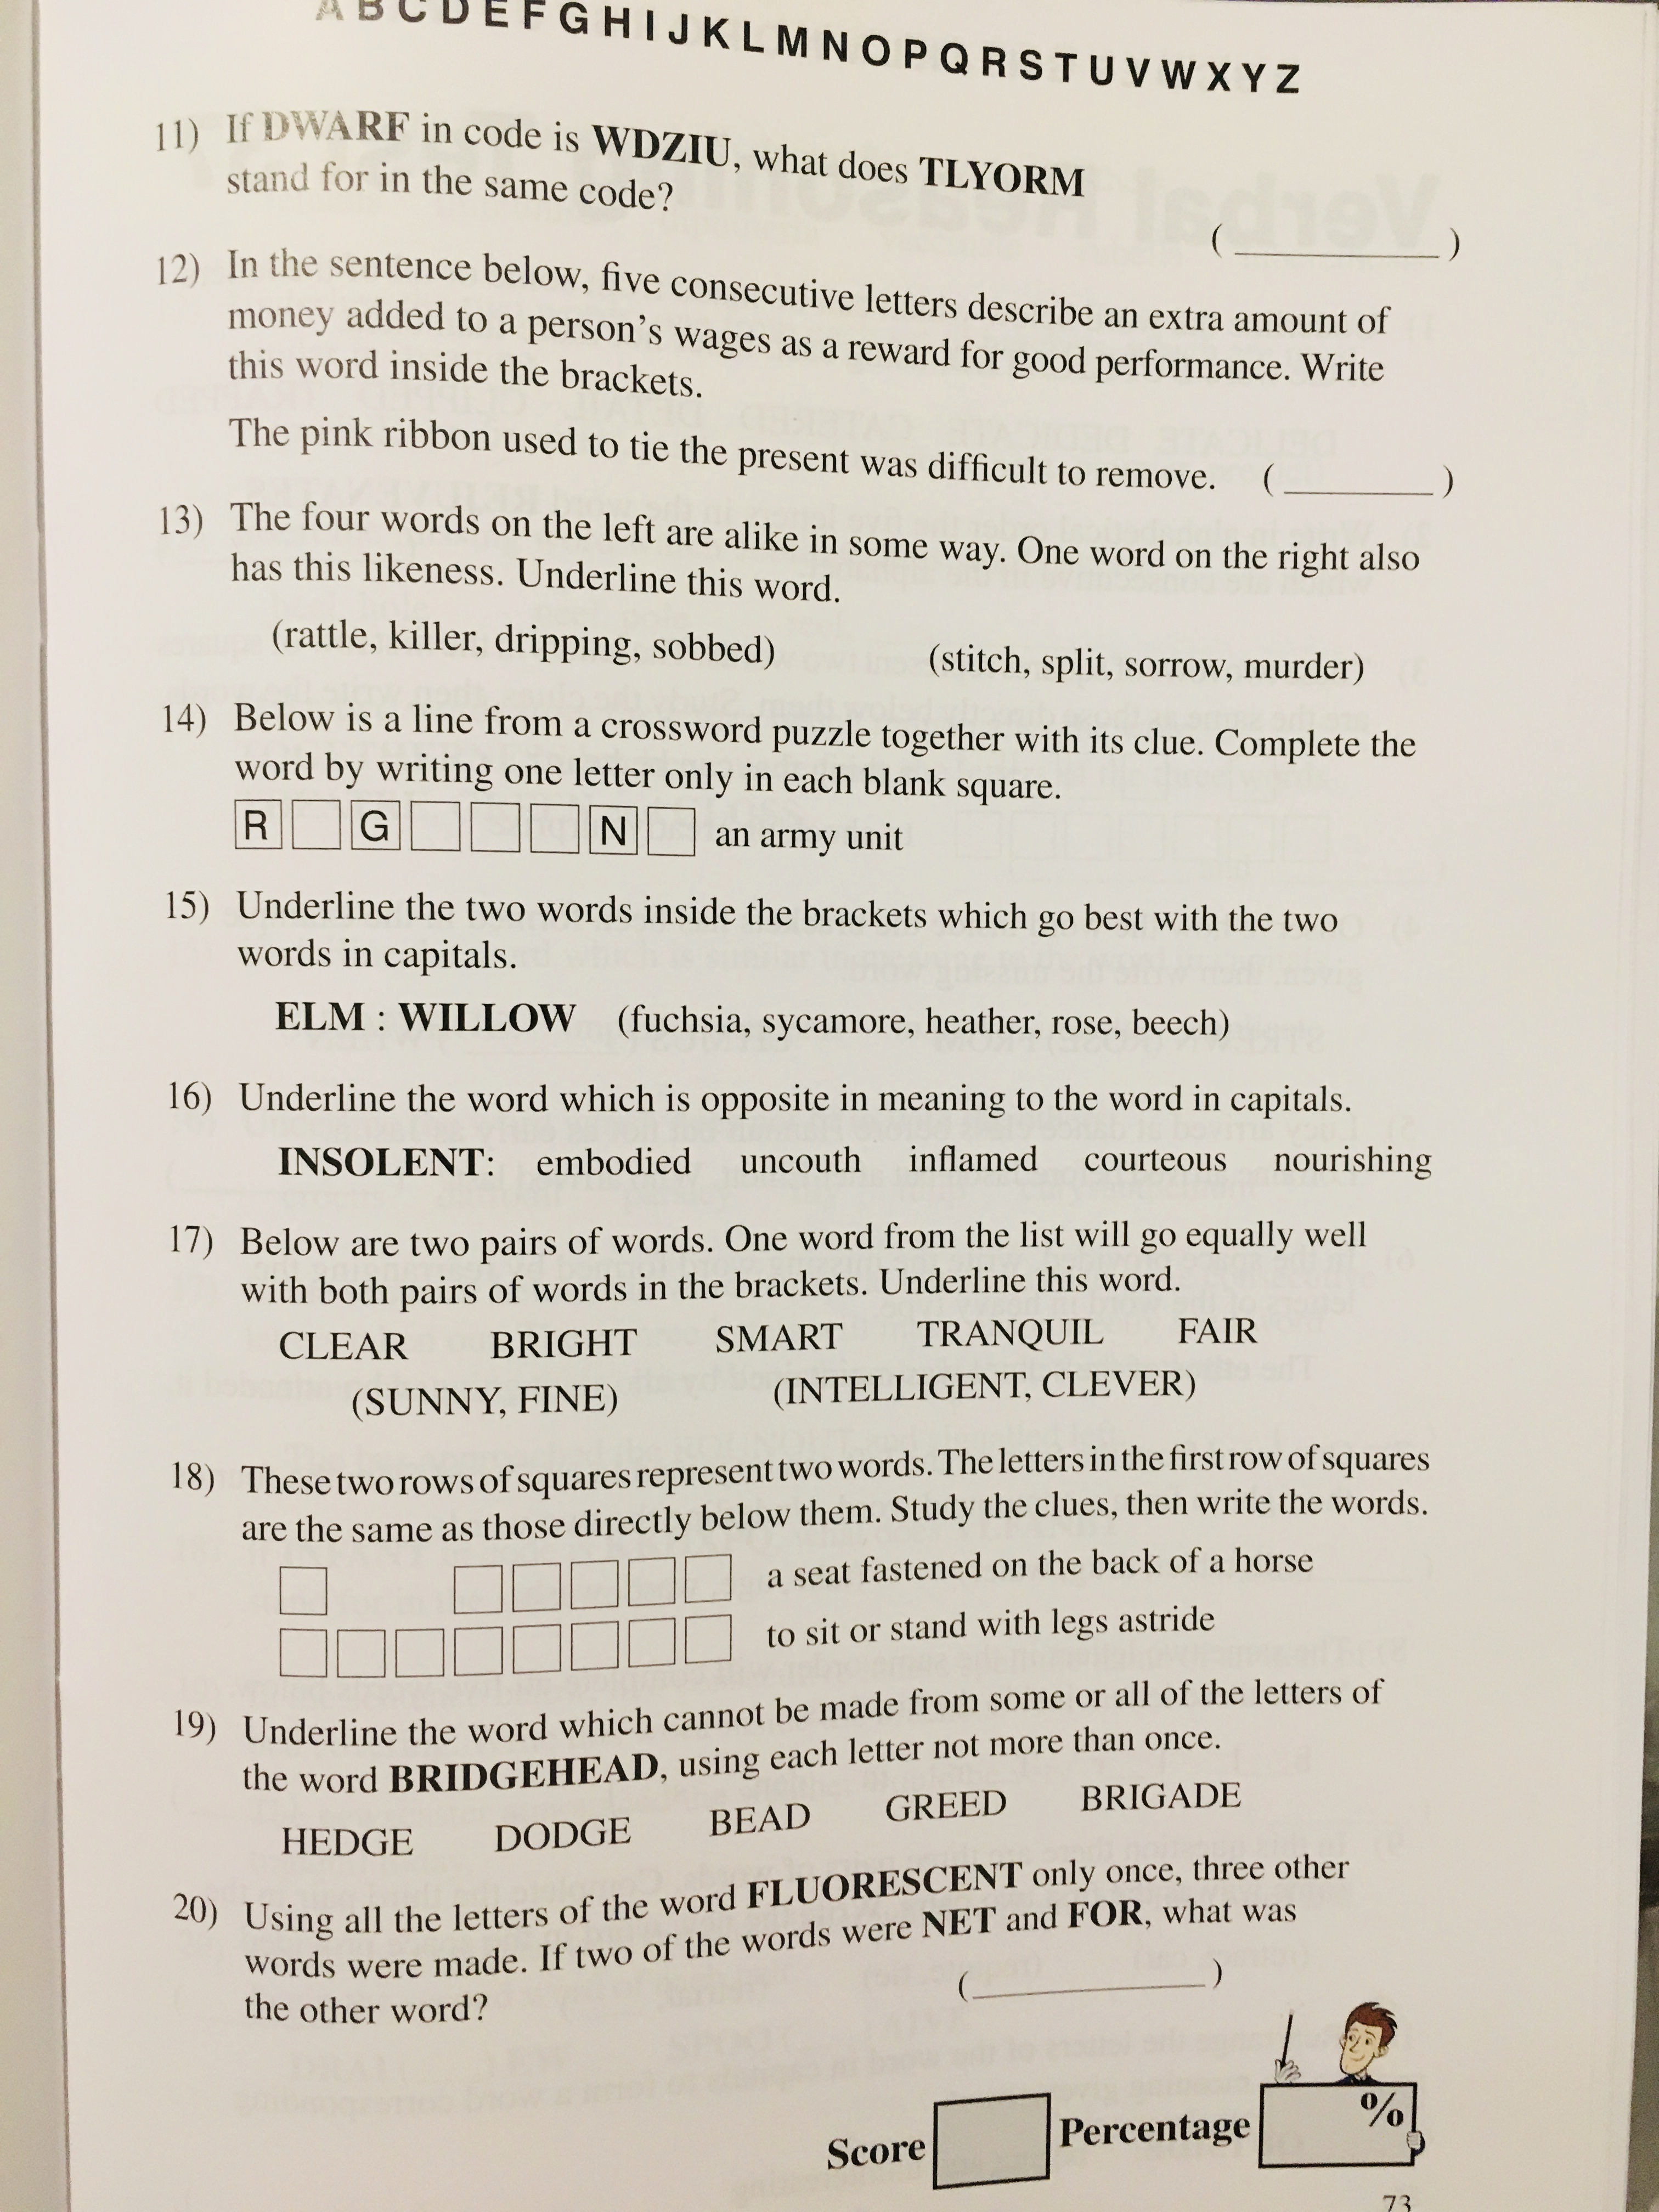 A B C D E F G H I J K L M N O P Q R S T U V W X Y Z
11) If DWARF in code is WDZIU, what does TLYORM
stand for in the same code?
( )
12) In the sentence below, five consecutive letters describe an extra amount of
money added to a person's wages as a reward for good performance. Write
this word inside the brackets.
The pink ribbon used to tie the present was difficult to remove. ( )
13) The four words on the left are alike in some way. One word on the right also
has this likeness. Underline this word.
(rattle, killer, dripping, sobbed) (stitch, split, sorrow, murder)
14) Below is a line from a crossword puzzle together with its clue. Complete the
word by writing one letter only in each blank square.
R G N an army unit
15) Underline the two words inside the brackets which go best with the two
words in capitals.
ELM : WILLOW (fuchsia, sycamore, heather, rose, beech)
16) Underline the word which is opposite in meaning to the word in capitals.
INSOLENT: embodied uncouth inflamed courteous nourishing
17) Below are two pairs of words. One word from the list will go equally well
with both pairs of words in the brackets. Underline this word.
CLEAR BRIGHT SMART TRANQUIL FAIR
(SUNNY, FINE) (INTELLIGENT, CLEVER)
18) These two rows of squares represent two words. The letters in the first row of squares
are the same as those directly below them. Study the clues, then write the words.
a seat fastened on the back of a horse
to sit or stand with legs astride
19) Underline the word which cannot be made from some or all of the letters of
the word BRIDGEHEAD, using each letter not more than once.
HEDGE DODGE BEAD GREED BRIGADE
20) Using all the letters of the word FLUORESCENT only once, three other
words were made. If two of the words were NET and FOR, what was
the other word? ( )
Score Percentage %
73